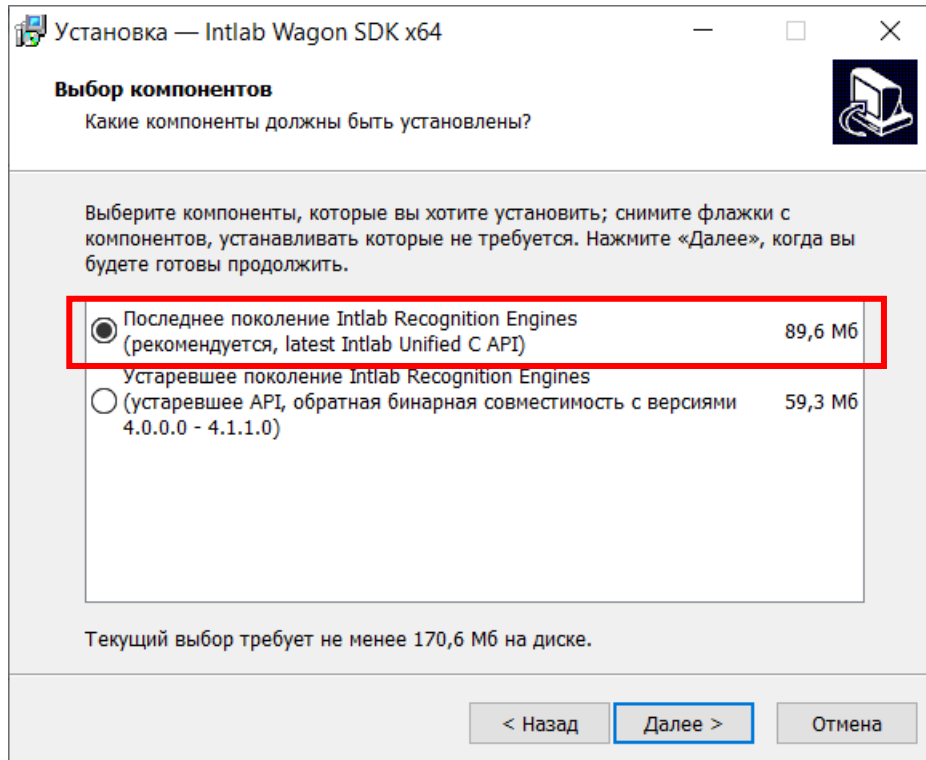 Установка — Intlab Wagon SDK x64
Выбор компонентов
Какие компоненты должны быть установлены?
Выберите компоненты, которые вы хотите установить; снимите флажки с
компонентов, устанавливать которые не требуется. Нажмите «Далее», когда вы
будете готовы продолжить.
Последнее поколение Intlab Recognition Engines
(рекомендуется, latest Intlab Unified C API) 89,6 Мб
Устаревшее поколение Intlab Recognition Engines
(устаревшее API, обратная бинарная совместимость с версиями 59,3 Мб
4.0.0.0 - 4.1.1.0)
Текущий выбор требует не менее 170,6 Мб на диске.
< Назад Далее > Отмена